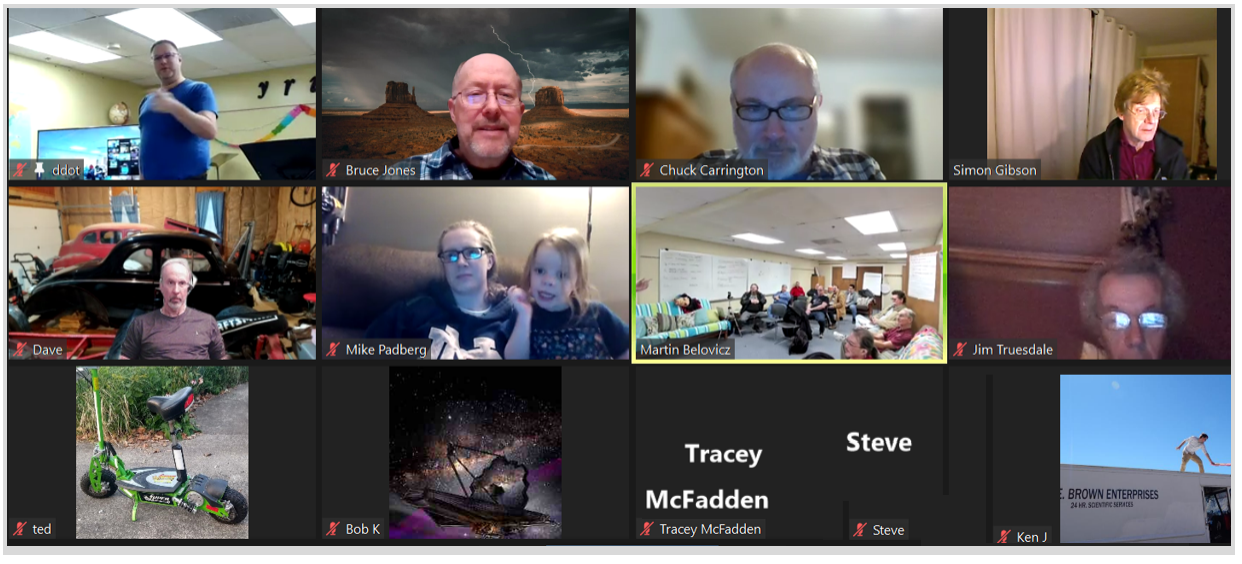 y r t
ddot
Bruce Jones
Chuck Carrington
Simon Gibson
Dave
Mike Padberg
Martin Belovicz
Jim Truesdale
Tracey
McFadden
Steve
E. BROWN ENTERPRISES
24 HR. SCIENTIFIC SERVICES
ted
Bob K
Tracey McFadden
Steve
Ken J